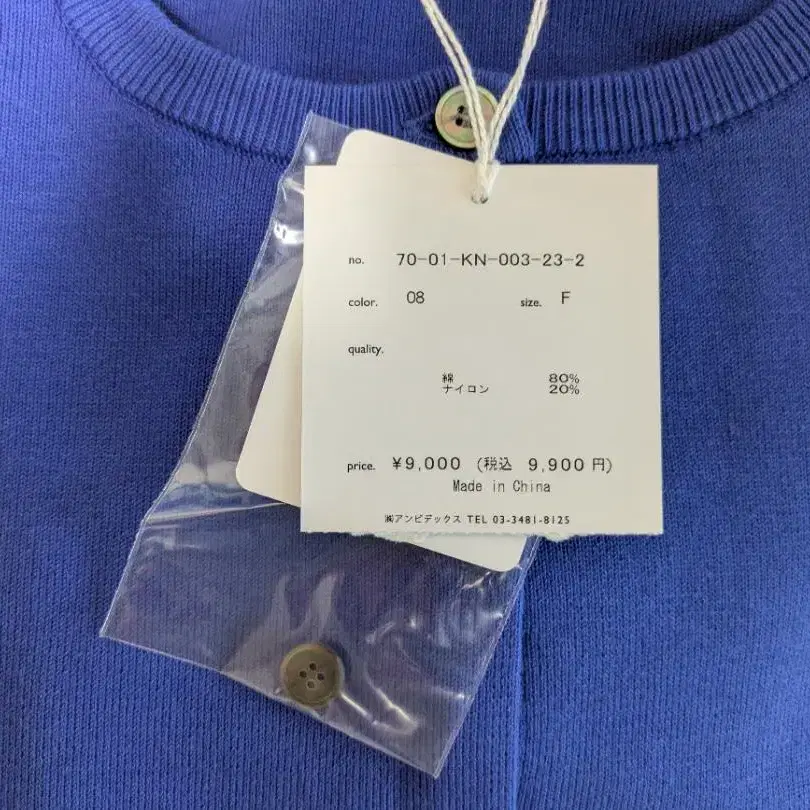 no. 70-01-KN-003-23-2
color. 08 size. F
quality.
綿 80%
ナイロン 20%
price. ¥9,000 (税込 9,900円)
Made in China
㈱アンビデックス TEL 03-3481-8125